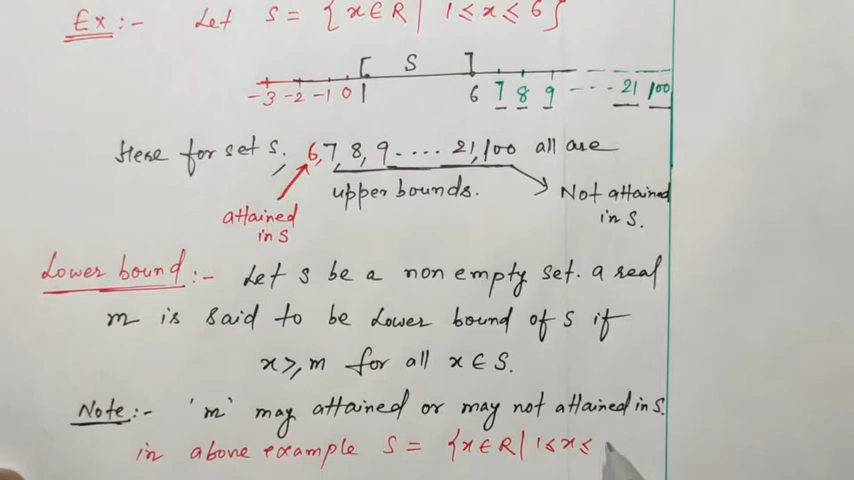 Ex:- Let S = {x∈R | 1≤x≤6}
[ S ]
-3 -2 -1 0 1 6 7 8 9 --- 21 100
Here for set S, 6,7,8,9 .... 21,100 all are
upper bounds. Not attained
attained in S.
in S
Lower bound:- Let S be a non empty set. a real
m is said to be Lower bound of S if
x≥m for all x∈S.
Note:- 'm' may attained or may not attained in S.
in above example S = {x∈R | 1≤x≤